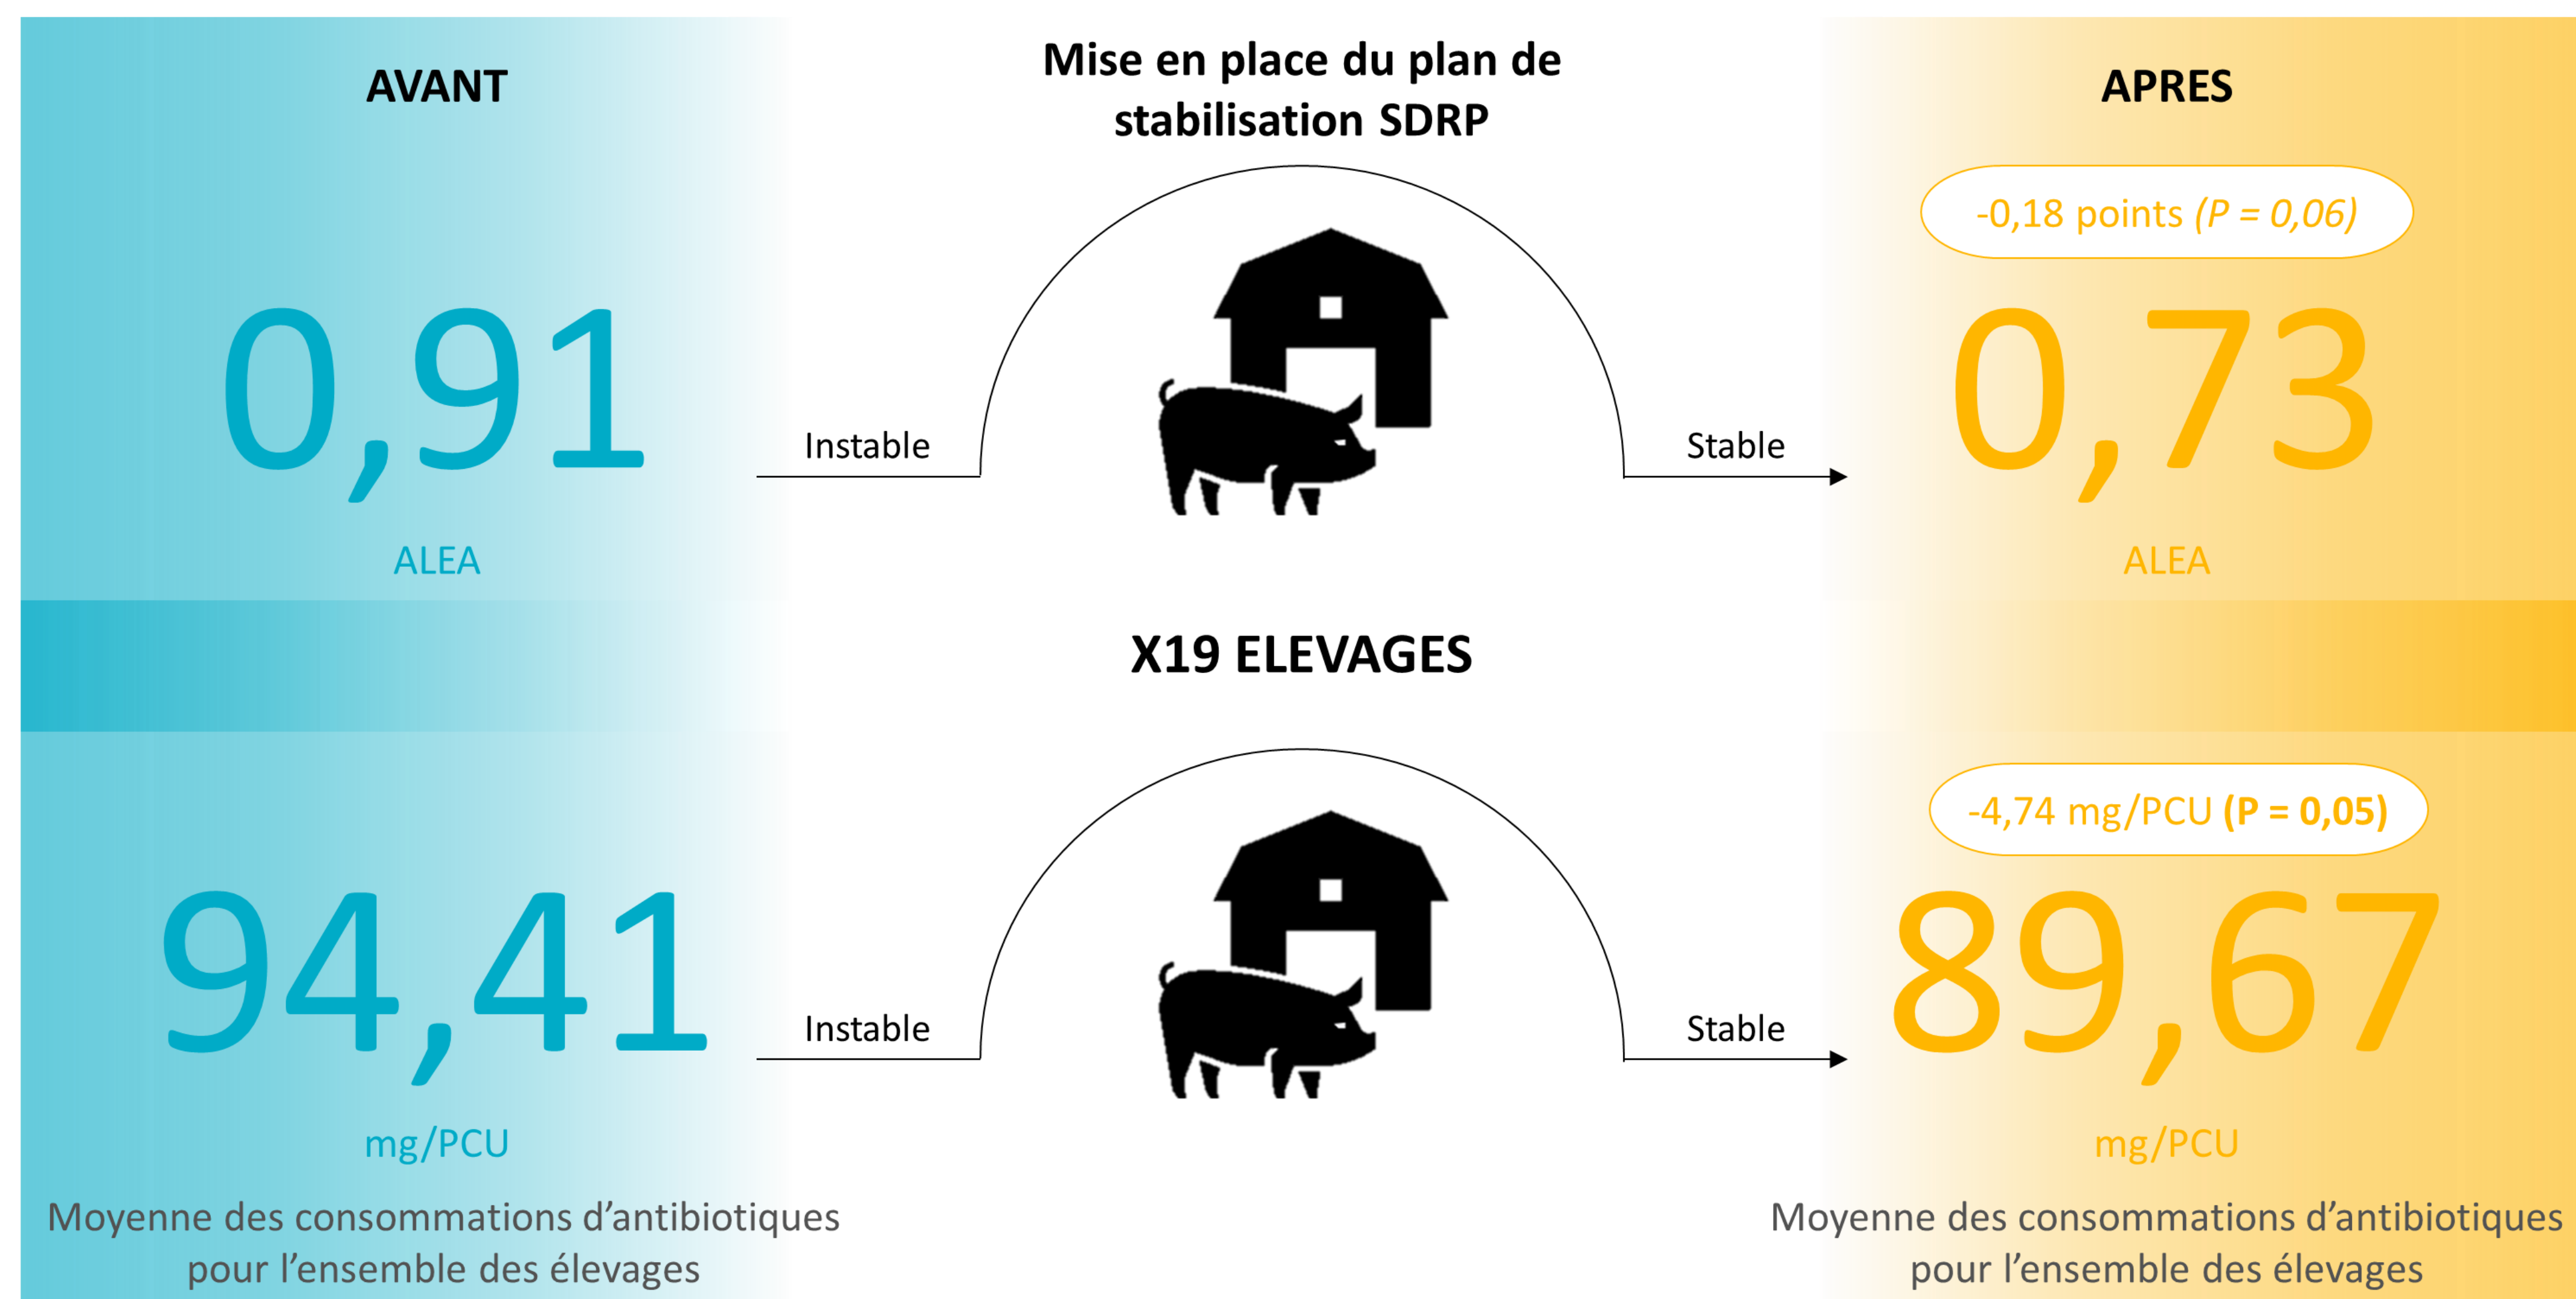 AVANT
Mise en place du plan de
stabilisation SDRP
APRES
-0,18 points (P = 0,06)
0,91
ALEA
Instable
Stable
0,73
ALEA
X19 ELEVAGES
-4,74 mg/PCU (P = 0,05)
94,41
mg/PCU
Instable
Stable
89,67
mg/PCU
Moyenne des consommations d’antibiotiques
pour l’ensemble des élevages
Moyenne des consommations d’antibiotiques
pour l’ensemble des élevages